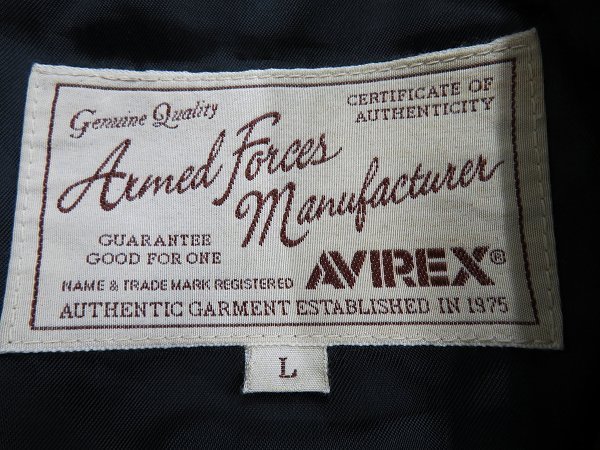 Genuine Quality
CERTIFICATE OF
AUTHENTICITY
Armed Forces
Manufacturer
GUARANTEE
GOOD FOR ONE
AVIREX®
NAME & TRADE MARK REGISTERED
AUTHENTIC GARMENT ESTABLISHED IN 1975
L